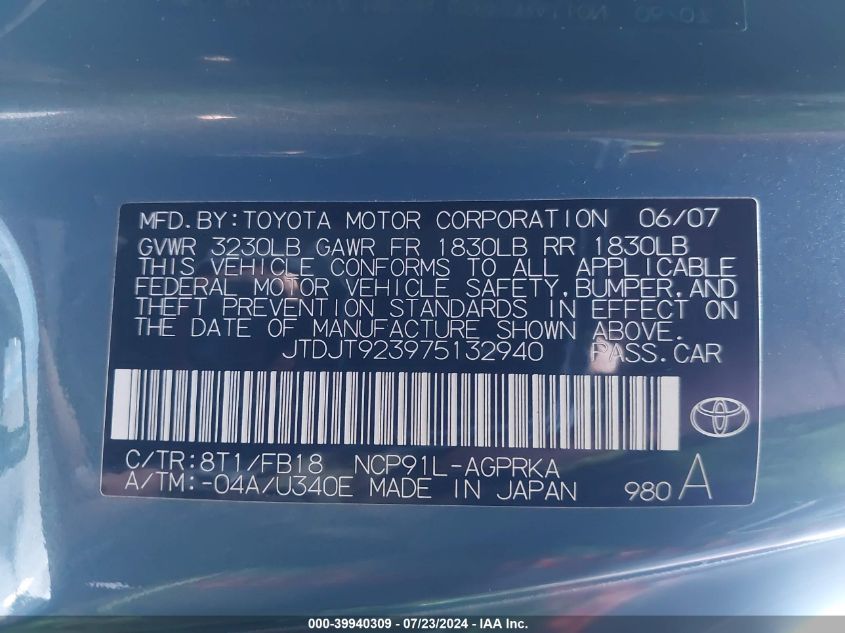 MFD.BY:TOYOTA MOTOR CORPORATION 06/07
GVWR 3230LB GAWR FR 1830LB RR 1830LB
THIS VEHICLE CONFORMS TO ALL APPLICABLE
FEDERAL MOTOR VEHICLE SAFETY,BUMPER,AND
THEFT PREVENTION STANDARDS IN EFFECT ON
THE DATE OF MANUFACTURE SHOWN ABOVE.
JTDJT923975132940 PASS.CAR
C/TR:8T1/FB18 NCP91L-AGPRKA
A/TM:-04A/U340E MADE IN JAPAN 980 A
000-39940309 / 07/23/2024 - IAA Inc.